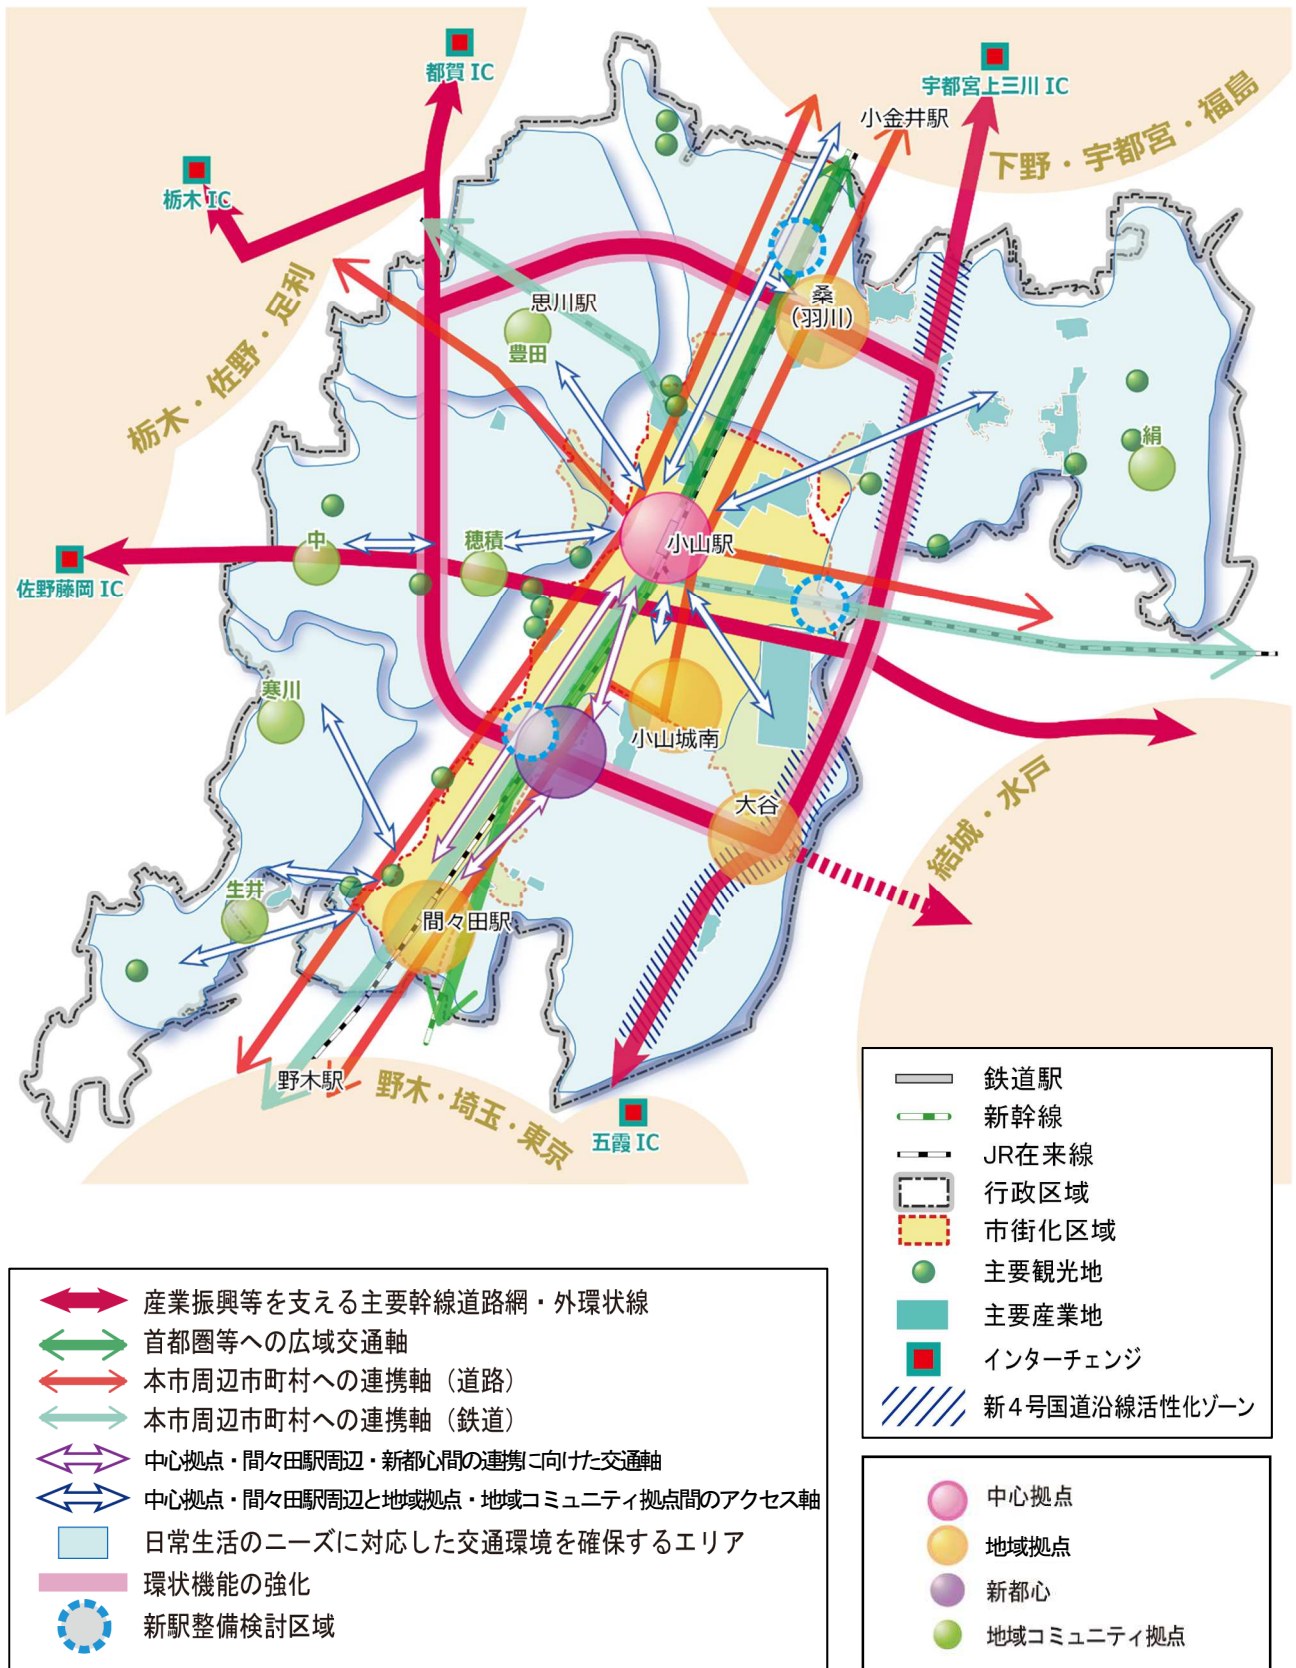 都賀 IC
宇都宮上三川 IC
小金井駅
下野・宇都宮・福島
栃木 IC
栃木・佐野・足利
思川駅
豊田
桑
（羽川）
絹
中
穂積
小山駅
佐野藤岡 IC
寒川
小山城南
大谷
結城・水戸
生井
間々田駅
野木駅
野木・埼玉・東京
五霞 IC
鉄道駅
新幹線
JR在来線
行政区域
市街化区域
主要観光地
主要産業地
インターチェンジ
新４号国道沿線活性化ゾーン
産業振興等を支える主要幹線道路網・外環状線
首都圏等への広域交通軸
本市周辺市町村への連携軸（道路）
本市周辺市町村への連携軸（鉄道）
中心拠点・間々田駅周辺・新都心間の連携に向けた交通軸
中心拠点・間々田駅周辺と地域拠点・地域コミュニティ拠点間のアクセス軸
日常生活のニーズに対応した交通環境を確保するエリア
環状機能の強化
新駅整備検討区域
中心拠点
地域拠点
新都心
地域コミュニティ拠点